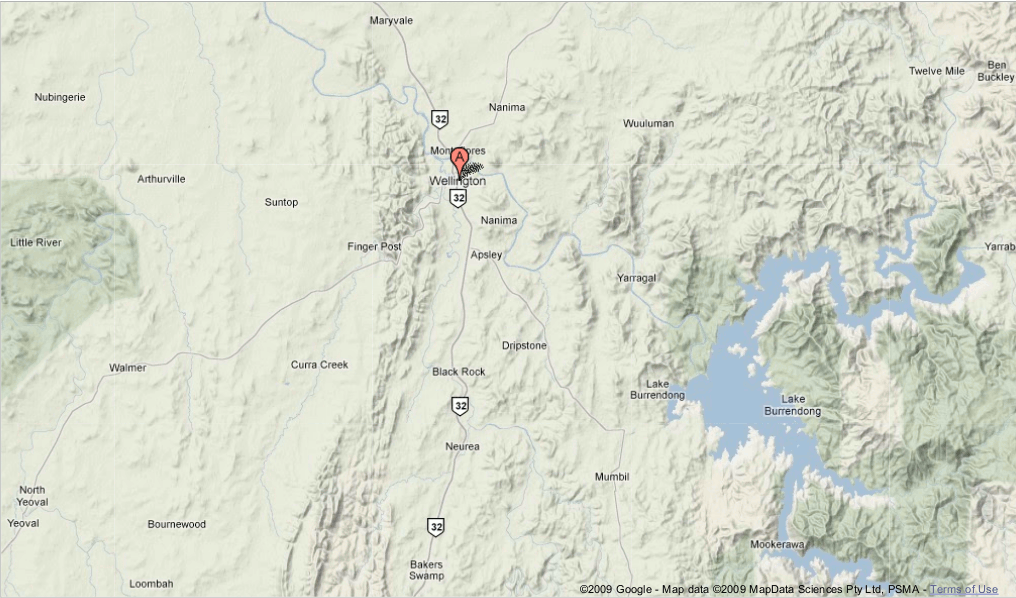 Maryvale
Twelve Mile
Ben
Buckley
Nubingerie
Nanima
32
Wuuluman
A
Arthurville
Wellington
Suntop
32
Nanima
Little River
Finger Post
Yarrab
Apsley
Yarragal
Dripstone
Walmer
Curra Creek
Black Rock
Lake
Burrendong
32
Lake
Burrendong
Neurea
Mumbil
North
Yeoval
Yeoval
Bournewood
32
Mookerawa
Bakers
Swamp
Loombah
©2009 Google - Map data ©2009 MapData Sciences Pty Ltd, PSMA - Terms of Use